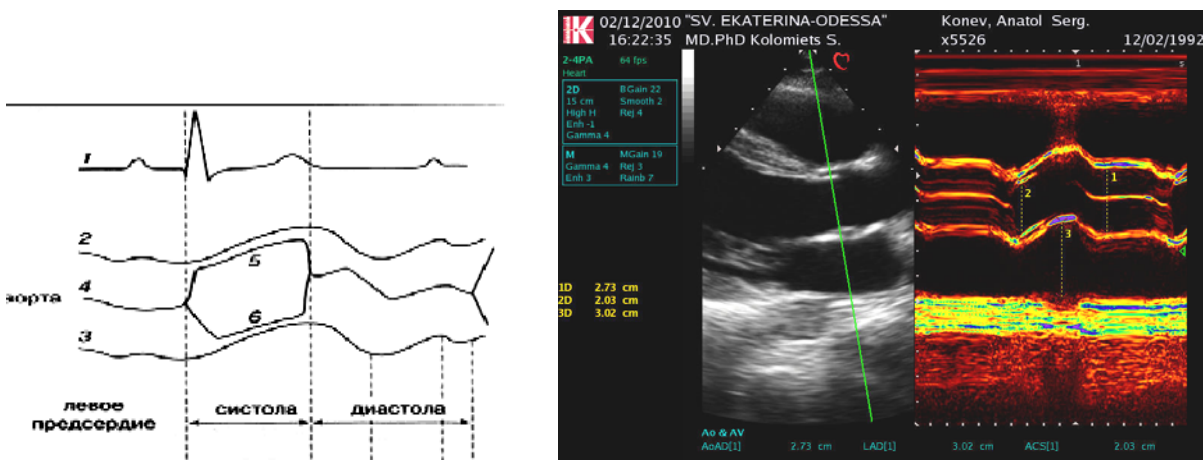 1
2
5
4
аорта
6
3
левое
предсердие
систола
диастола
K
02/12/2010 "SV. EKATERINA-ODESSA" Konev, Anatol Serg.
16:22:35 MD.PhD Kolomiets S. x5526 12/02/1992
2-4PA 64 fps
Heart
2D BGain 22
15 cm Smooth 2
High H Rej 4
Enh -1
Gamma 4
M MGain 19
Gamma 4 Rej 3
Enh 3 Rainb 7
1 s
1
2
3
1D 2.73 cm
2D 2.03 cm
3D 3.02 cm
Ao & AV
AoAD[1] 2.73 cm LAD[1] 3.02 cm ACS[1] 2.03 cm